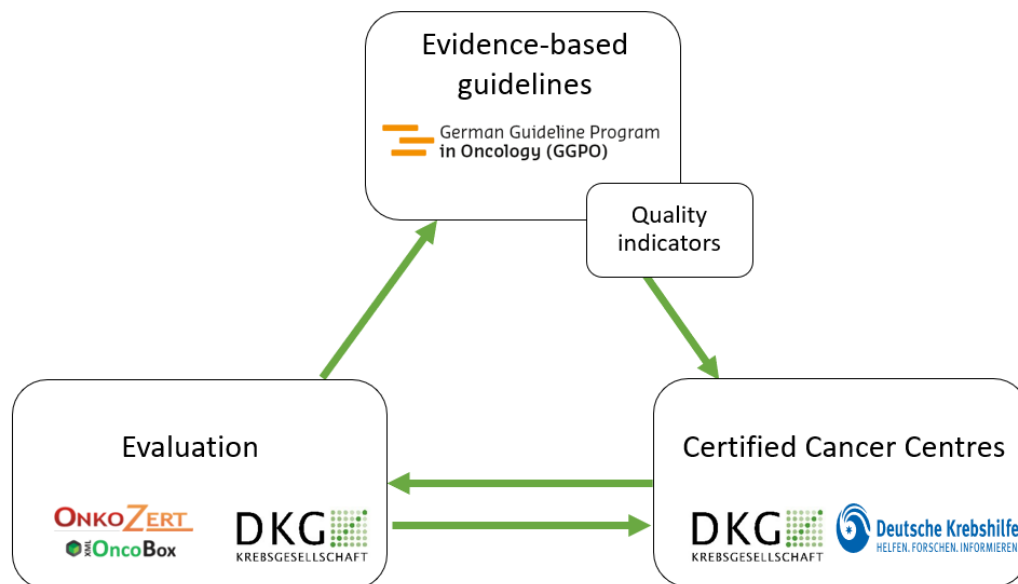 Evidence-based
guidelines
German Guideline Program
in Oncology (GGPO)
Quality
indicators
Evaluation
ONKOZERT
XML OncoBox
DKG
KREBSGESELLSCHAFT
Certified Cancer Centres
DKG
KREBSGESELLSCHAFT
Deutsche Krebshilfe
HELFEN. FORSCHEN. INFORMIEREN.